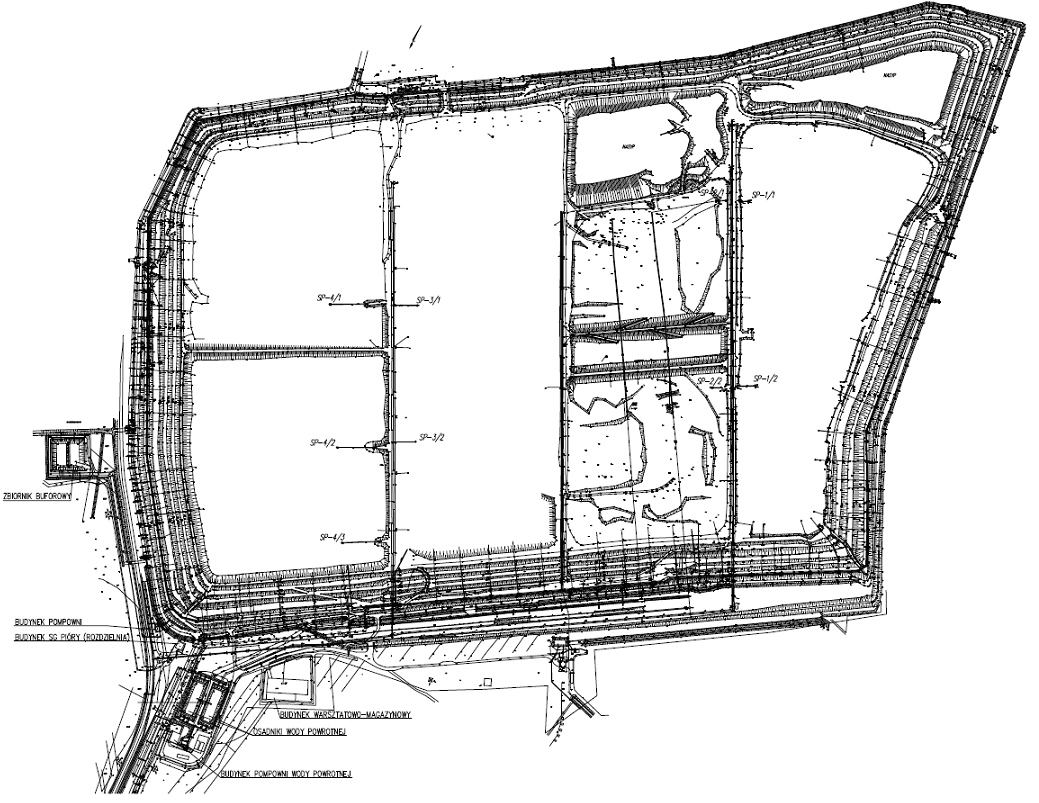 NADIP
NADIP
SP-1/1
SP-4/1
SP-3/1
SP-2/2
SP-1/2
SP-4/2
SP-3/2
ZBIORNIK BUFOROWY
SP-4/3
BUDYNEK POMPOWNI
BUDYNEK SG PIÓRY (ROZDZIELNIA)
BUDYNEK WARSZTATOWO-MAGAZYNOWY
OSADNIKI WODY POWROTNEJ
BUDYNEK POMPOWNI WODY POWROTNEJ